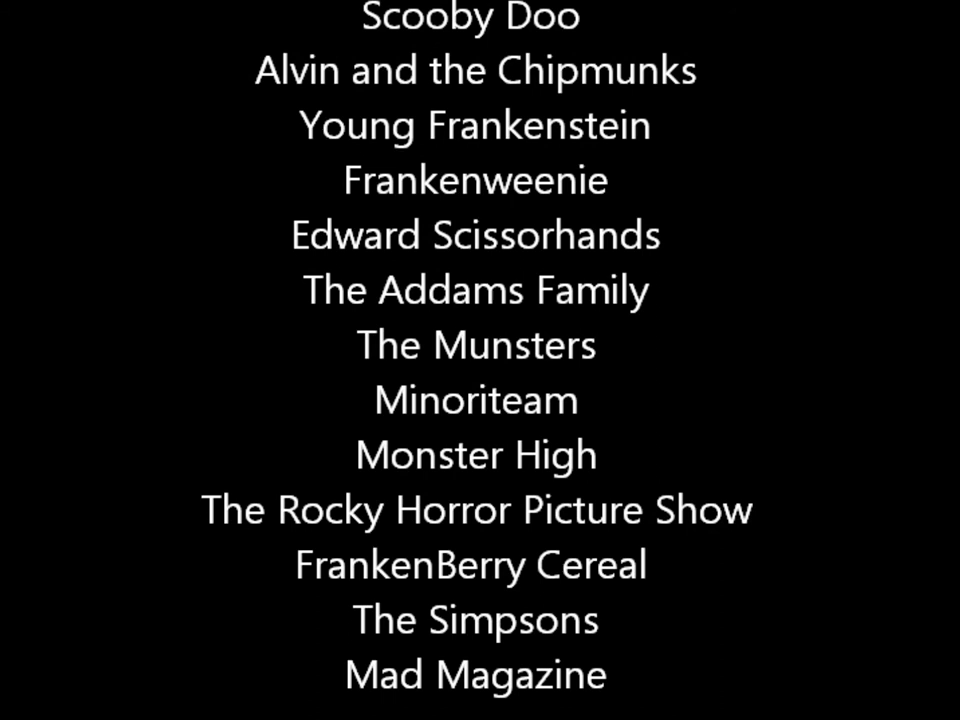 Scooby Doo
Alvin and the Chipmunks
Young Frankenstein
Frankenweenie
Edward Scissorhands
The Addams Family
The Munsters
Minoriteam
Monster High
The Rocky Horror Picture Show
FrankenBerry Cereal
The Simpsons
Mad Magazine